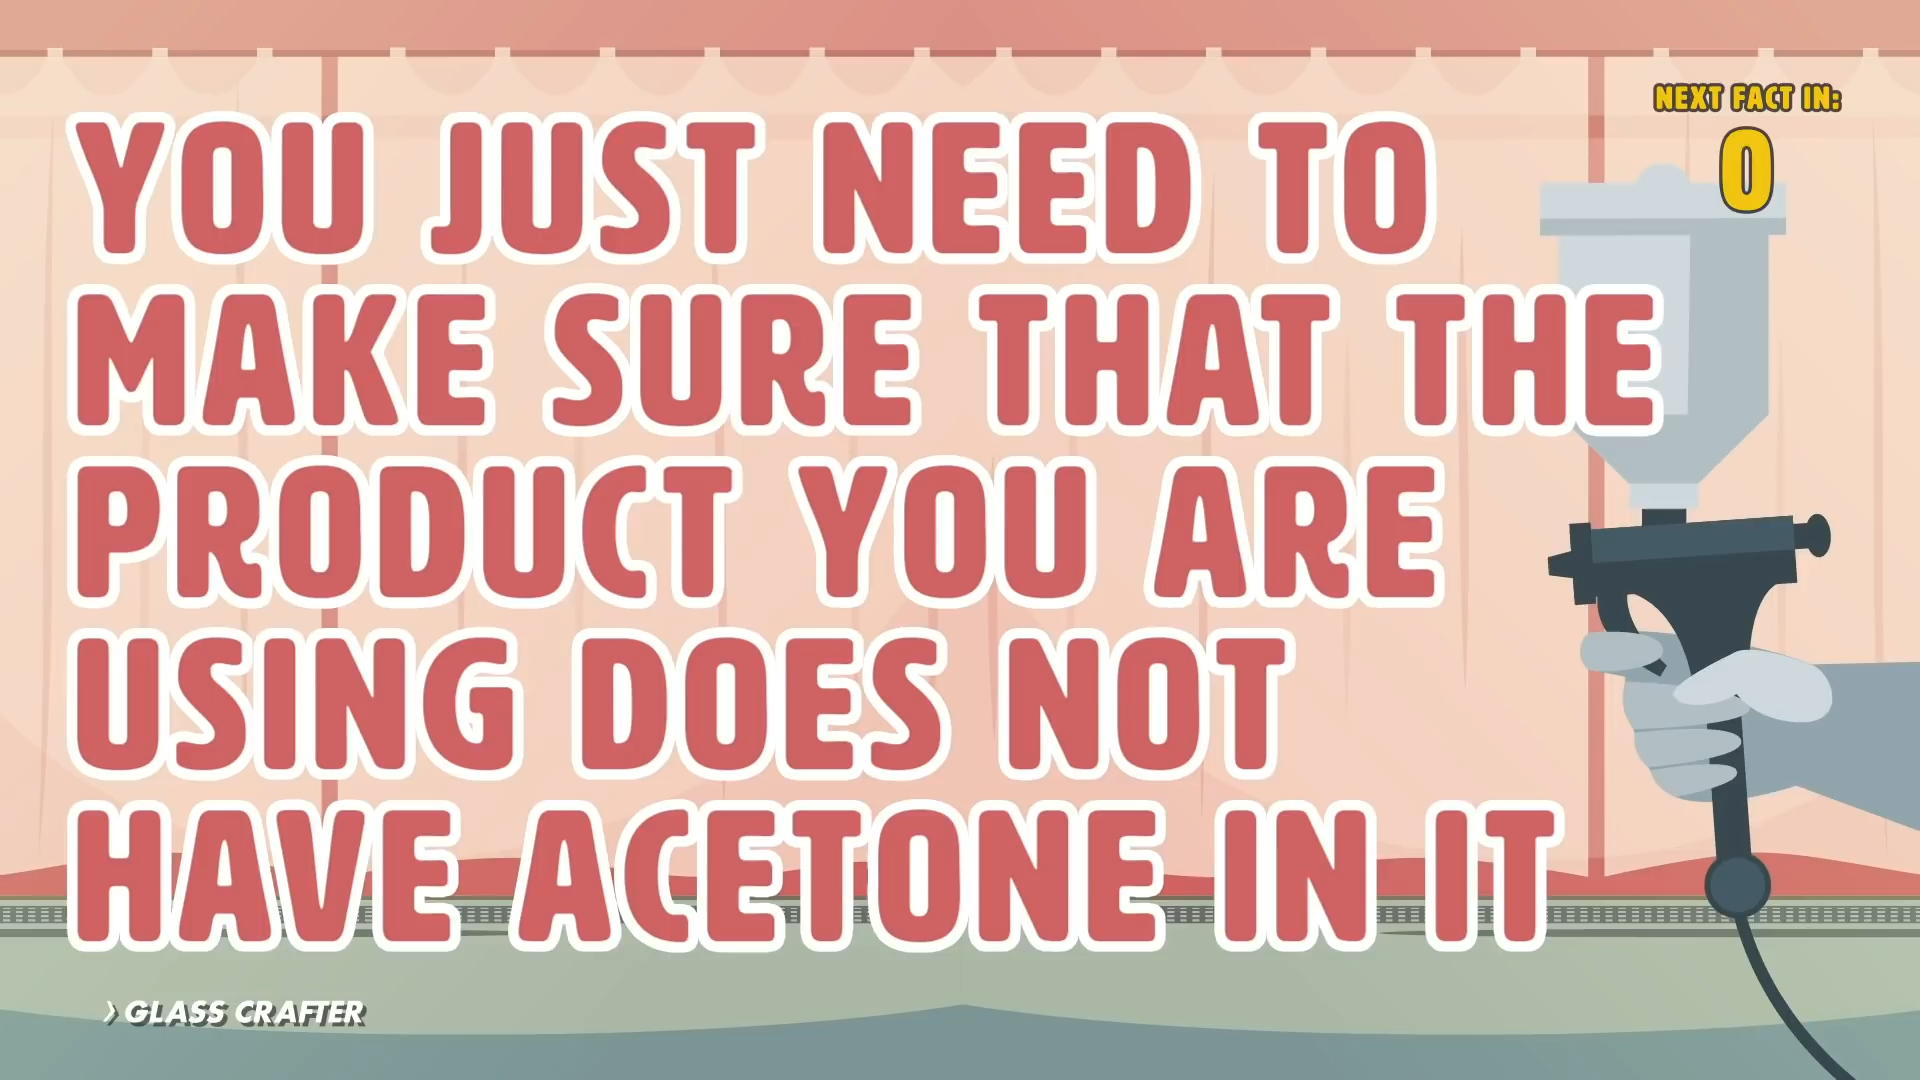 NEXT FACT IN:
0
YOU JUST NEED TO
MAKE SURE THAT THE
PRODUCT YOU ARE
USING DOES NOT
HAVE ACETONE IN IT
› GLASS CRAFTER